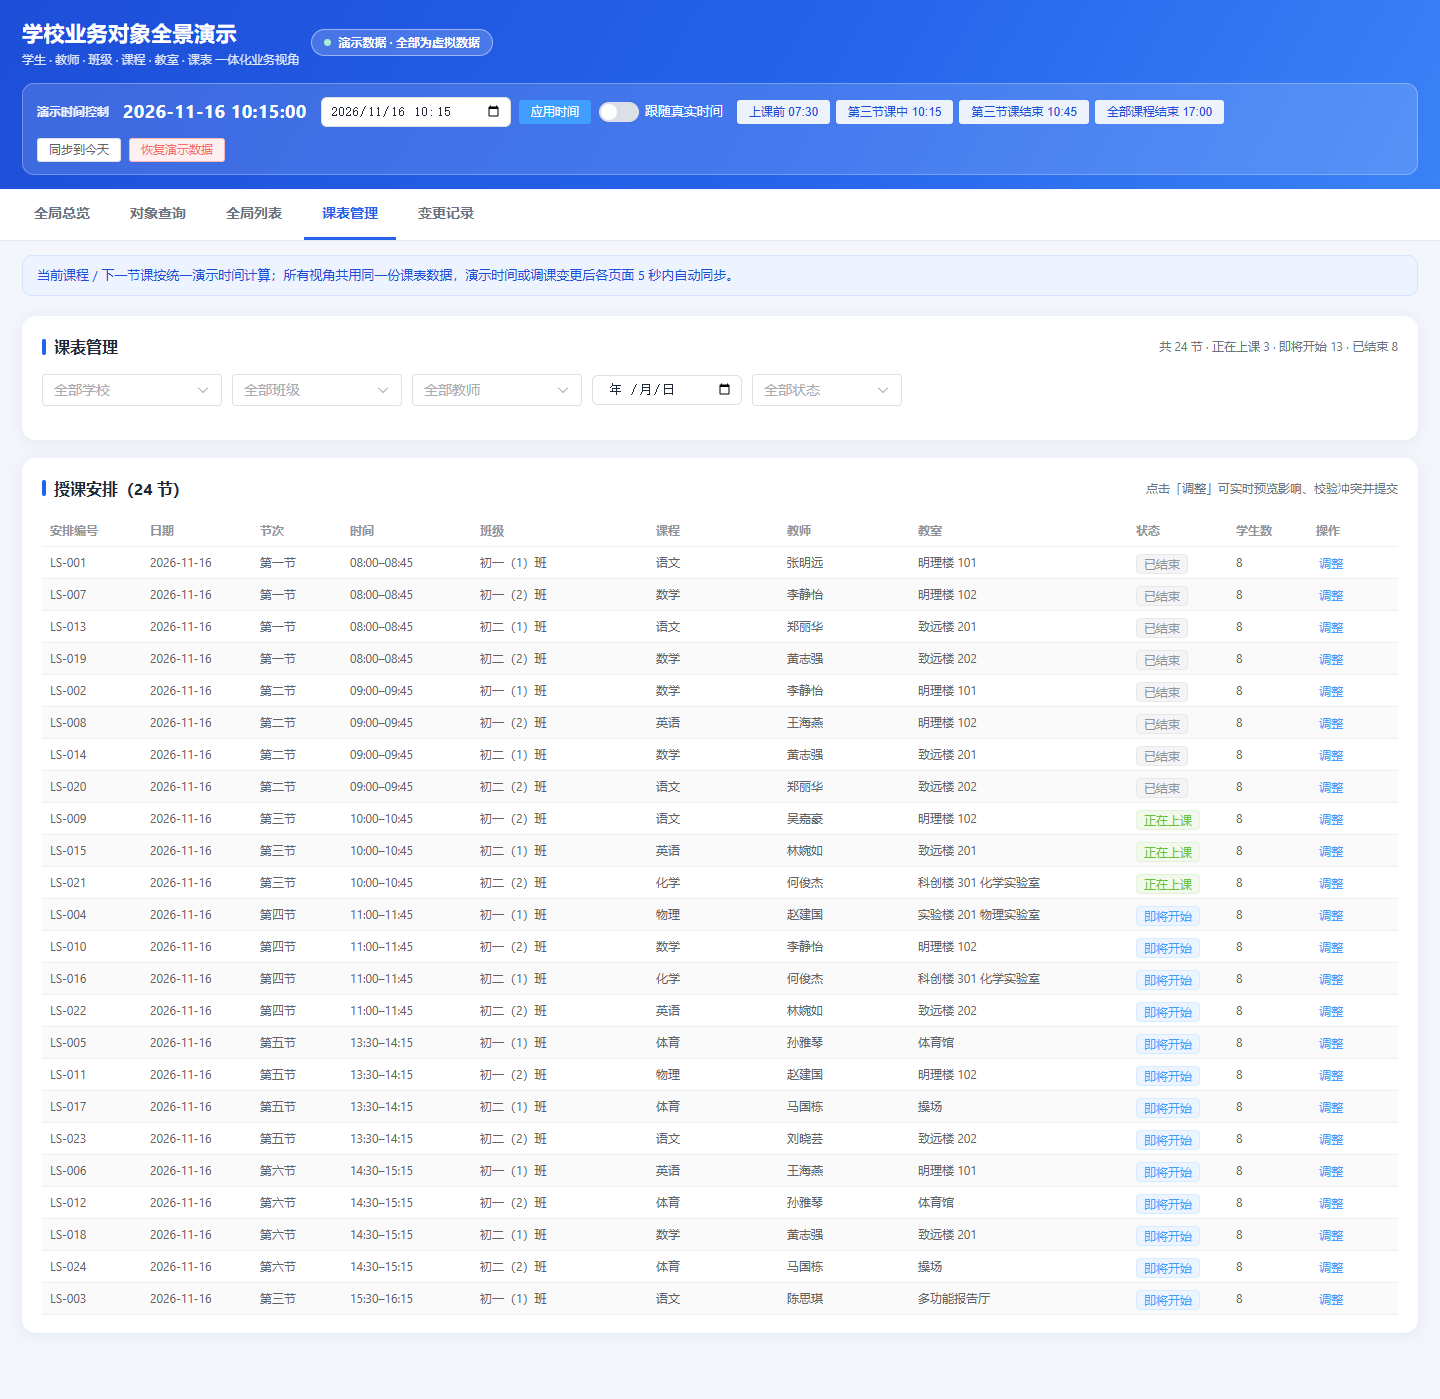 学校业务对象全景演示
学生 · 教师 · 班级 · 课程 · 教室 · 课表 一体化业务视角
演示数据 · 全部为虚拟数据
演示时间控制 2026-11-16 10:15:00 2026/11/16 10:15 应用时间 跟随真实时间 上课前 07:30 第三节课中 10:15 第三节课结束 10:45 全部课程结束 17:00
同步到今天 恢复演示数据
全局总览 对象查询 全局列表 课表管理 变更记录
当前课程 / 下一节课按统一演示时间计算；所有视角共用同一份课表数据，演示时间或调课变更后各页面 5 秒内自动同步。
课表管理 共 24 节 · 正在上课 3 · 即将开始 13 · 已结束 8
全部学校 全部班级 全部教师 年 /月/日 全部状态
授课安排（24 节） 点击「调整」可实时预览影响、校验冲突并提交
安排编号 日期 节次 时间 班级 课程 教师 教室 状态 学生数 操作
LS-001 2026-11-16 第一节 08:00–08:45 初一（1）班 语文 张明远 明理楼 101 已结束 8 调整
LS-007 2026-11-16 第一节 08:00–08:45 初一（2）班 数学 李静怡 明理楼 102 已结束 8 调整
LS-013 2026-11-16 第一节 08:00–08:45 初二（1）班 语文 郑丽华 致远楼 201 已结束 8 调整
LS-019 2026-11-16 第一节 08:00–08:45 初二（2）班 数学 黄志强 致远楼 202 已结束 8 调整
LS-002 2026-11-16 第二节 09:00–09:45 初一（1）班 数学 李静怡 明理楼 101 已结束 8 调整
LS-008 2026-11-16 第二节 09:00–09:45 初一（2）班 英语 王海燕 明理楼 102 已结束 8 调整
LS-014 2026-11-16 第二节 09:00–09:45 初二（1）班 数学 黄志强 致远楼 201 已结束 8 调整
LS-020 2026-11-16 第二节 09:00–09:45 初二（2）班 语文 郑丽华 致远楼 202 已结束 8 调整
LS-009 2026-11-16 第三节 10:00–10:45 初一（2）班 语文 吴嘉豪 明理楼 102 正在上课 8 调整
LS-015 2026-11-16 第三节 10:00–10:45 初二（1）班 英语 林婉如 致远楼 201 正在上课 8 调整
LS-021 2026-11-16 第三节 10:00–10:45 初二（2）班 化学 何俊杰 科创楼 301 化学实验室 正在上课 8 调整
LS-004 2026-11-16 第四节 11:00–11:45 初一（1）班 物理 赵建国 实验楼 201 物理实验室 即将开始 8 调整
LS-010 2026-11-16 第四节 11:00–11:45 初一（2）班 数学 李静怡 明理楼 102 即将开始 8 调整
LS-016 2026-11-16 第四节 11:00–11:45 初二（1）班 化学 何俊杰 科创楼 301 化学实验室 即将开始 8 调整
LS-022 2026-11-16 第四节 11:00–11:45 初二（2）班 英语 林婉如 致远楼 202 即将开始 8 调整
LS-005 2026-11-16 第五节 13:30–14:15 初一（1）班 体育 孙雅琴 体育馆 即将开始 8 调整
LS-011 2026-11-16 第五节 13:30–14:15 初一（2）班 物理 赵建国 明理楼 102 即将开始 8 调整
LS-017 2026-11-16 第五节 13:30–14:15 初二（1）班 体育 马国栋 操场 即将开始 8 调整
LS-023 2026-11-16 第五节 13:30–14:15 初二（2）班 语文 刘晓芸 致远楼 202 即将开始 8 调整
LS-006 2026-11-16 第六节 14:30–15:15 初一（1）班 英语 王海燕 明理楼 101 即将开始 8 调整
LS-012 2026-11-16 第六节 14:30–15:15 初一（2）班 体育 孙雅琴 体育馆 即将开始 8 调整
LS-018 2026-11-16 第六节 14:30–15:15 初二（1）班 数学 黄志强 致远楼 201 即将开始 8 调整
LS-024 2026-11-16 第六节 14:30–15:15 初二（2）班 体育 马国栋 操场 即将开始 8 调整
LS-003 2026-11-16 第三节 15:30–16:15 初一（1）班 语文 陈思琪 多功能报告厅 即将开始 8 调整